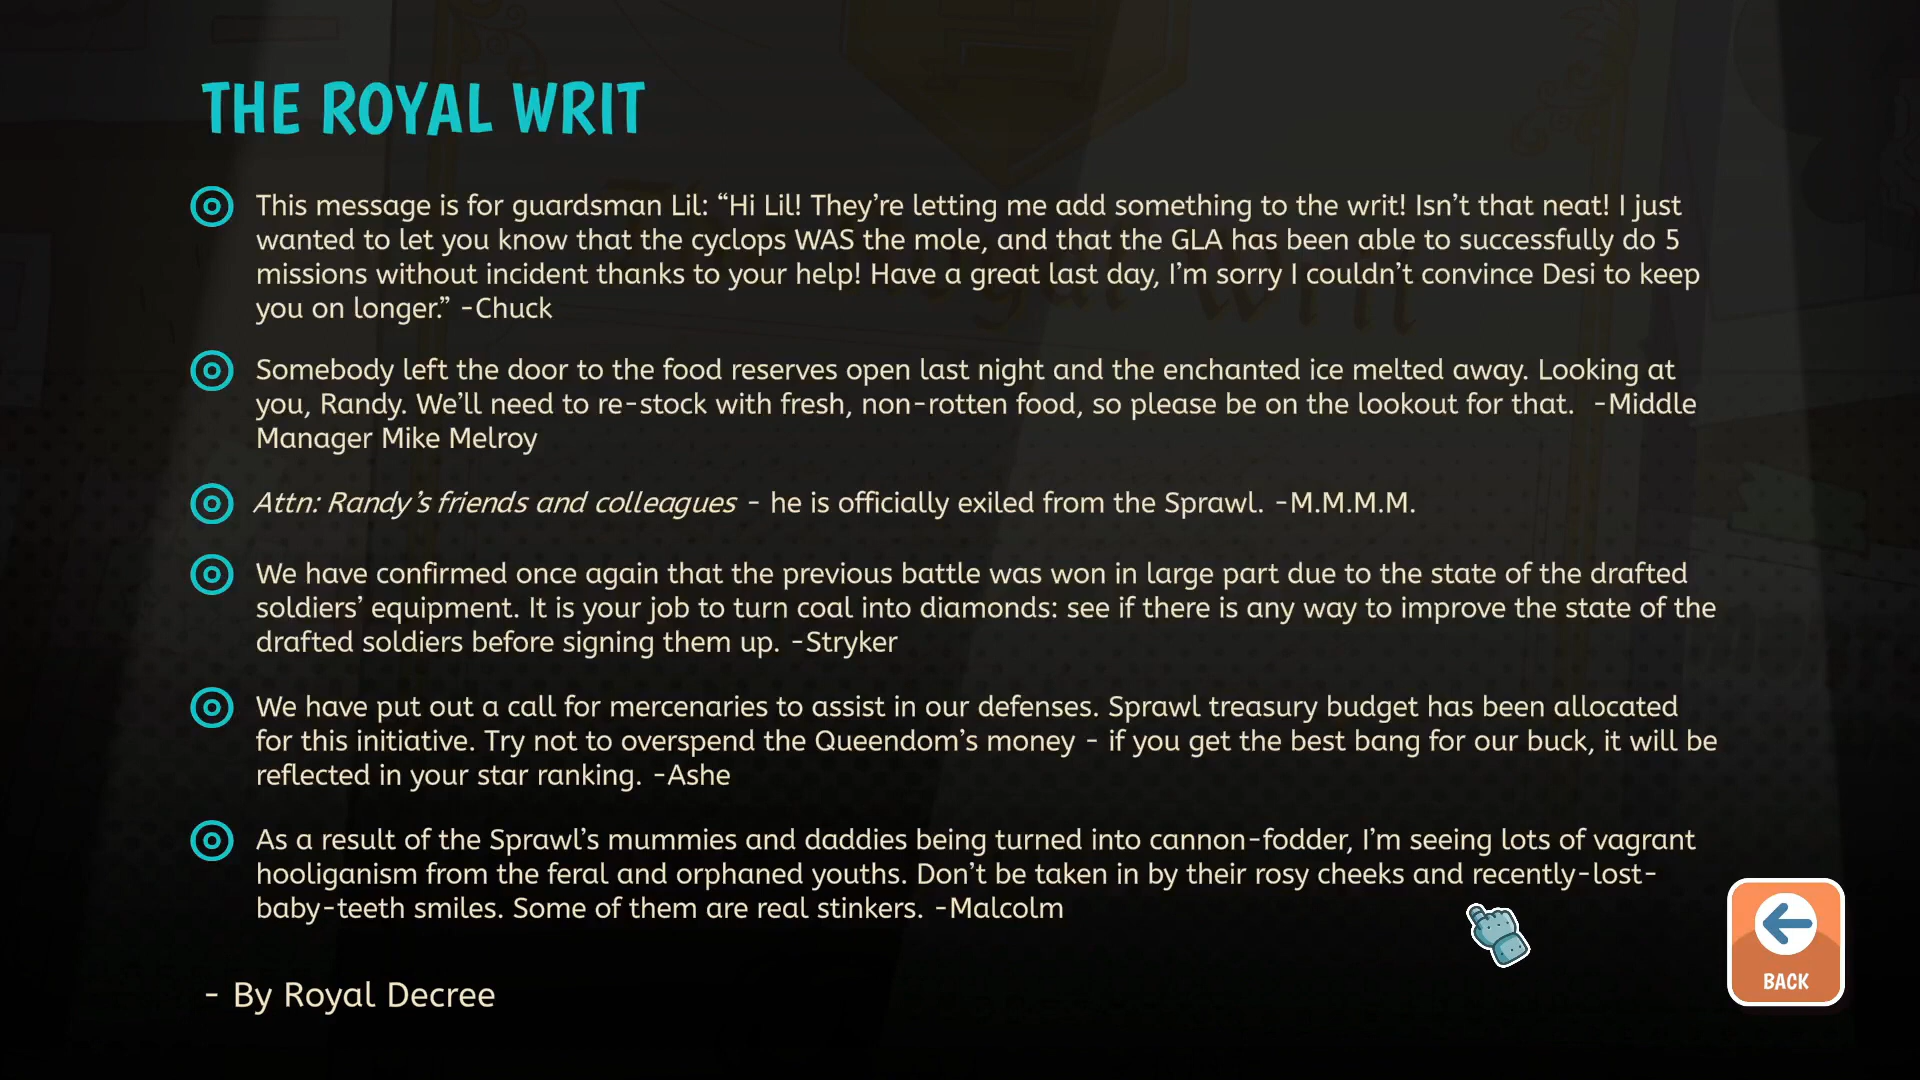 THE ROYAL WRIT
This message is for guardsman Lil: “Hi Lil! They’re letting me add something to the writ! Isn’t that neat! I just
wanted to let you know that the cyclops WAS the mole, and that the GLA has been able to successfully do 5
missions without incident thanks to your help! Have a great last day, I’m sorry I couldn’t convince Desi to keep
you on longer.” -Chuck
Somebody left the door to the food reserves open last night and the enchanted ice melted away. Looking at
you, Randy. We’ll need to re-stock with fresh, non-rotten food, so please be on the lookout for that.  -Middle
Manager Mike Melroy
Attn: Randy’s friends and colleagues - he is officially exiled from the Sprawl. -M.M.M.M.
We have confirmed once again that the previous battle was won in large part due to the state of the drafted
soldiers’ equipment. It is your job to turn coal into diamonds: see if there is any way to improve the state of the
drafted soldiers before signing them up. -Stryker
We have put out a call for mercenaries to assist in our defenses. Sprawl treasury budget has been allocated
for this initiative. Try not to overspend the Queendom’s money - if you get the best bang for our buck, it will be
reflected in your star ranking. -Ashe
As a result of the Sprawl’s mummies and daddies being turned into cannon-fodder, I’m seeing lots of vagrant
hooliganism from the feral and orphaned youths. Don’t be taken in by their rosy cheeks and recently-lost-
baby-teeth smiles. Some of them are real stinkers. -Malcolm
- By Royal Decree
BACK